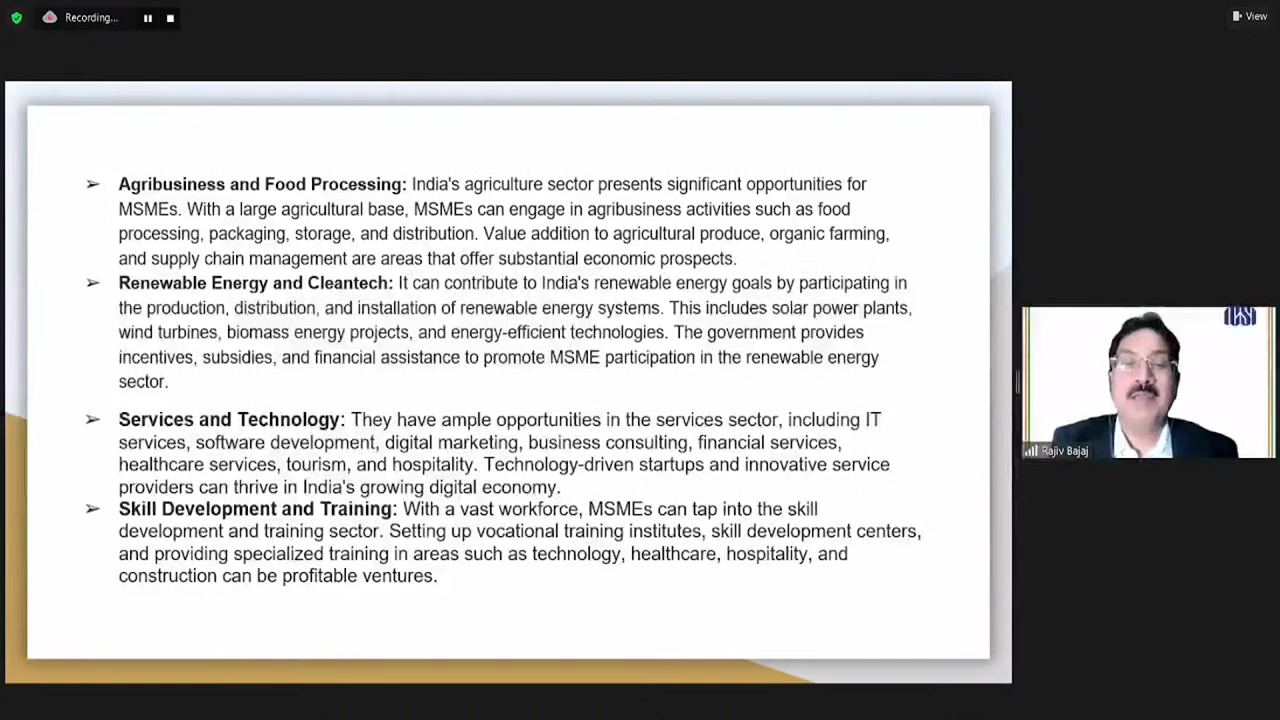 Recording...
View
➢ Agribusiness and Food Processing: India's agriculture sector presents significant opportunities for
MSMEs. With a large agricultural base, MSMEs can engage in agribusiness activities such as food
processing, packaging, storage, and distribution. Value addition to agricultural produce, organic farming,
and supply chain management are areas that offer substantial economic prospects.
➢ Renewable Energy and Cleantech: It can contribute to India's renewable energy goals by participating in
the production, distribution, and installation of renewable energy systems. This includes solar power plants,
wind turbines, biomass energy projects, and energy-efficient technologies. The government provides
incentives, subsidies, and financial assistance to promote MSME participation in the renewable energy
sector.
➢ Services and Technology: They have ample opportunities in the services sector, including IT
services, software development, digital marketing, business consulting, financial services,
healthcare services, tourism, and hospitality. Technology-driven startups and innovative service
providers can thrive in India's growing digital economy.
➢ Skill Development and Training: With a vast workforce, MSMEs can tap into the skill
development and training sector. Setting up vocational training institutes, skill development centers,
and providing specialized training in areas such as technology, healthcare, hospitality, and
construction can be profitable ventures.
Rajiv Bajaj